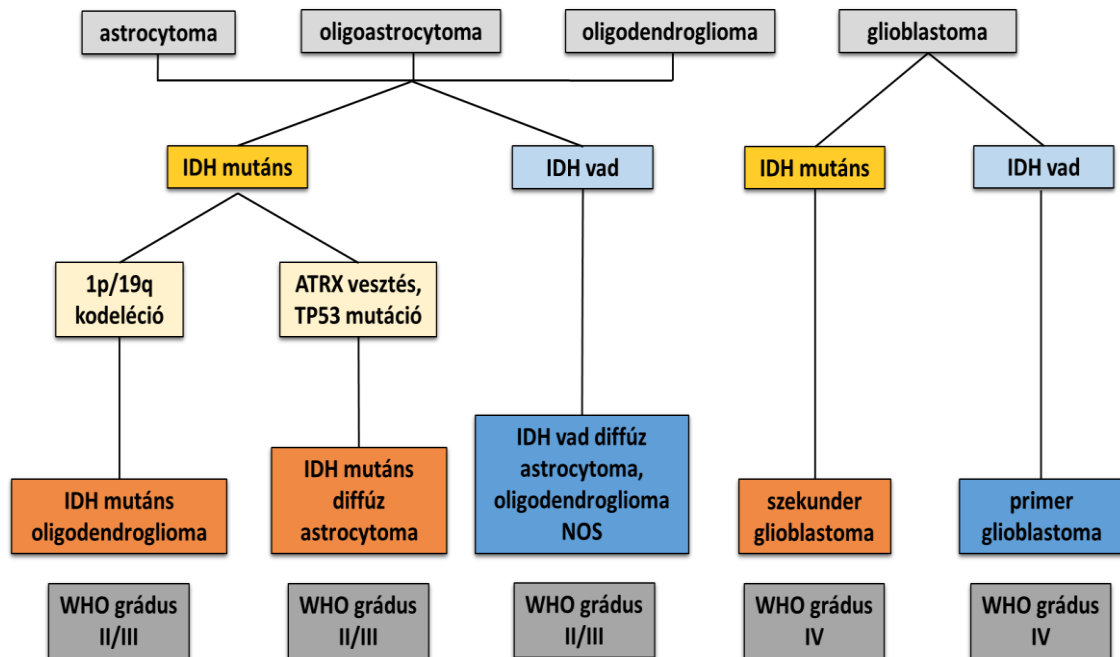 astrocytoma
oligoastrocytoma
oligodendroglioma
glioblastoma
IDH mutáns
IDH vad
IDH mutáns
IDH vad
1p/19q
kodeléció
ATRX vesztés,
TP53 mutáció
IDH mutáns
oligodendroglioma
IDH mutáns
diffúz
astrocytoma
IDH vad diffúz
astrocytoma,
oligodendroglioma
NOS
szekunder
glioblastoma
primer
glioblastoma
WHO grádus
II/III
WHO grádus
II/III
WHO grádus
II/III
WHO grádus
IV
WHO grádus
IV